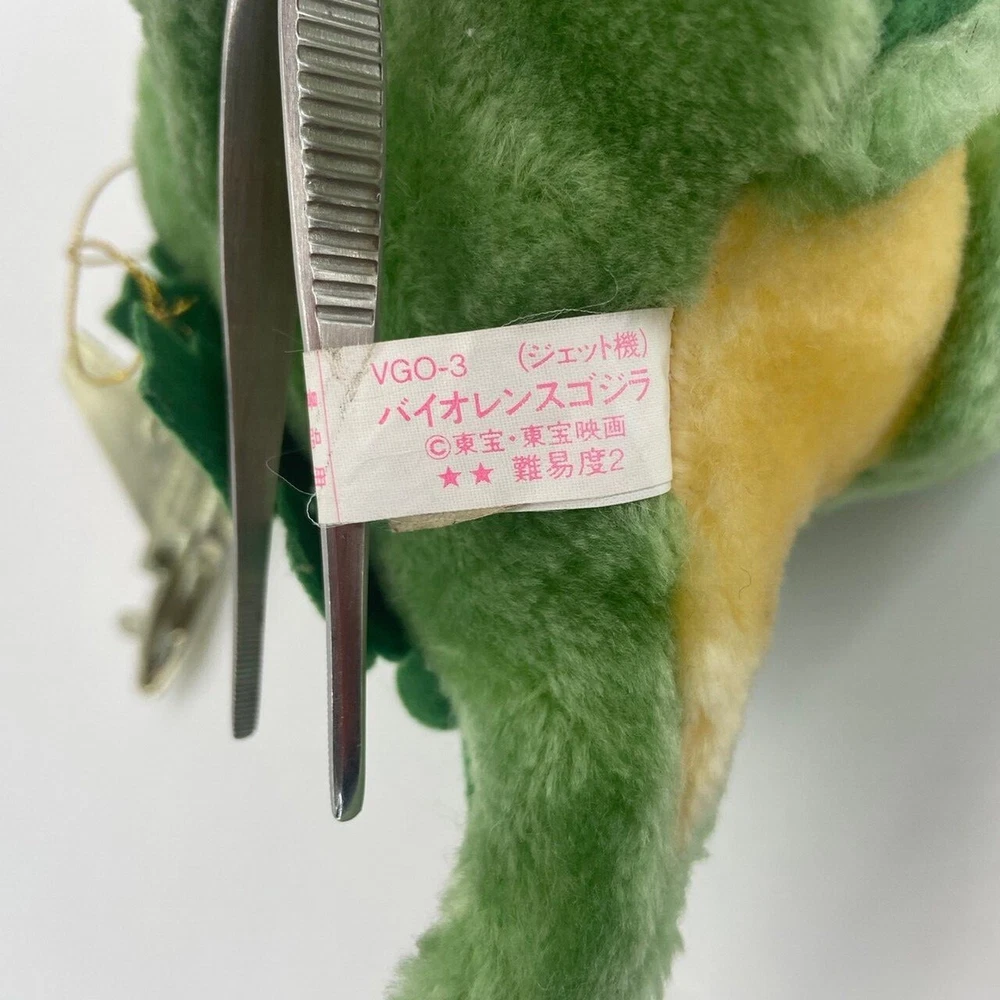 VGO-3 (ジェット機)
バイオレンスゴジラ
©東宝・東宝映画
★★ 難易度2